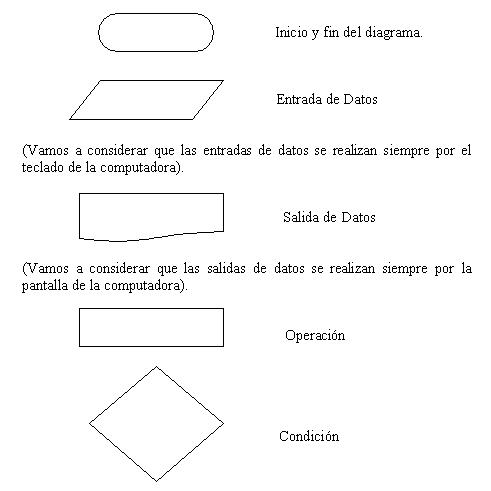 Inicio y fin del diagrama.
Entrada de Datos
(Vamos a considerar que las entradas de datos se realizan siempre por el
teclado de la computadora).
Salida de Datos
(Vamos a considerar que las salidas de datos se realizan siempre por la
pantalla de la computadora).
Operación
Condición